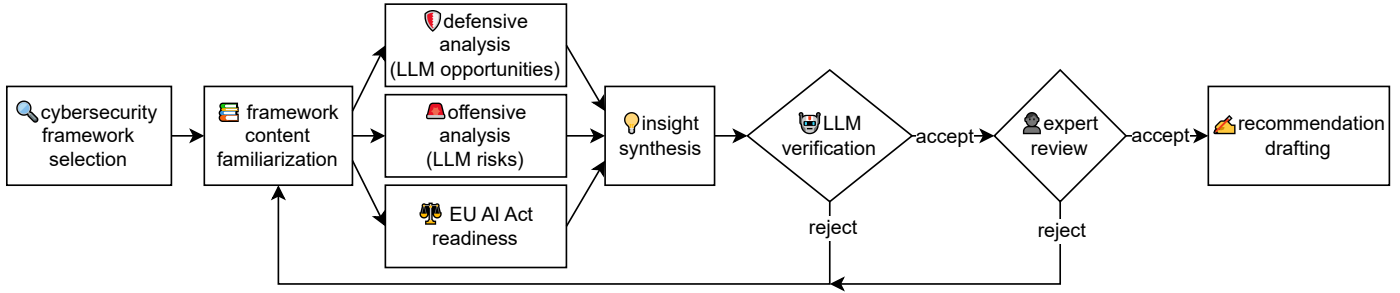 cybersecurity
framework
selection
framework
content
familiarization
defensive
analysis
(LLM opportunities)
offensive
analysis
(LLM risks)
EU AI Act
readiness
insight
synthesis
LLM
verification
accept
reject
expert
review
accept
reject
recommendation
drafting